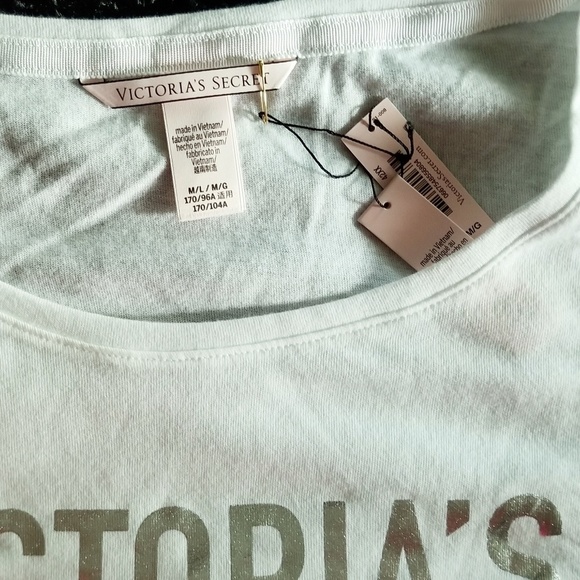 VICTORIA'S SECRET
made in Vietnam/
fabriqué au Vietnam/
hecho en Vietnam/
fabbricato in
Vietnam/
越南制造
M/L / M/G
170/96A 适用
170/104A
42XX
VictoriasSecret.com
M/G
made in Vietnam/
fabriqué au
Vietnam/
CTORIA'S